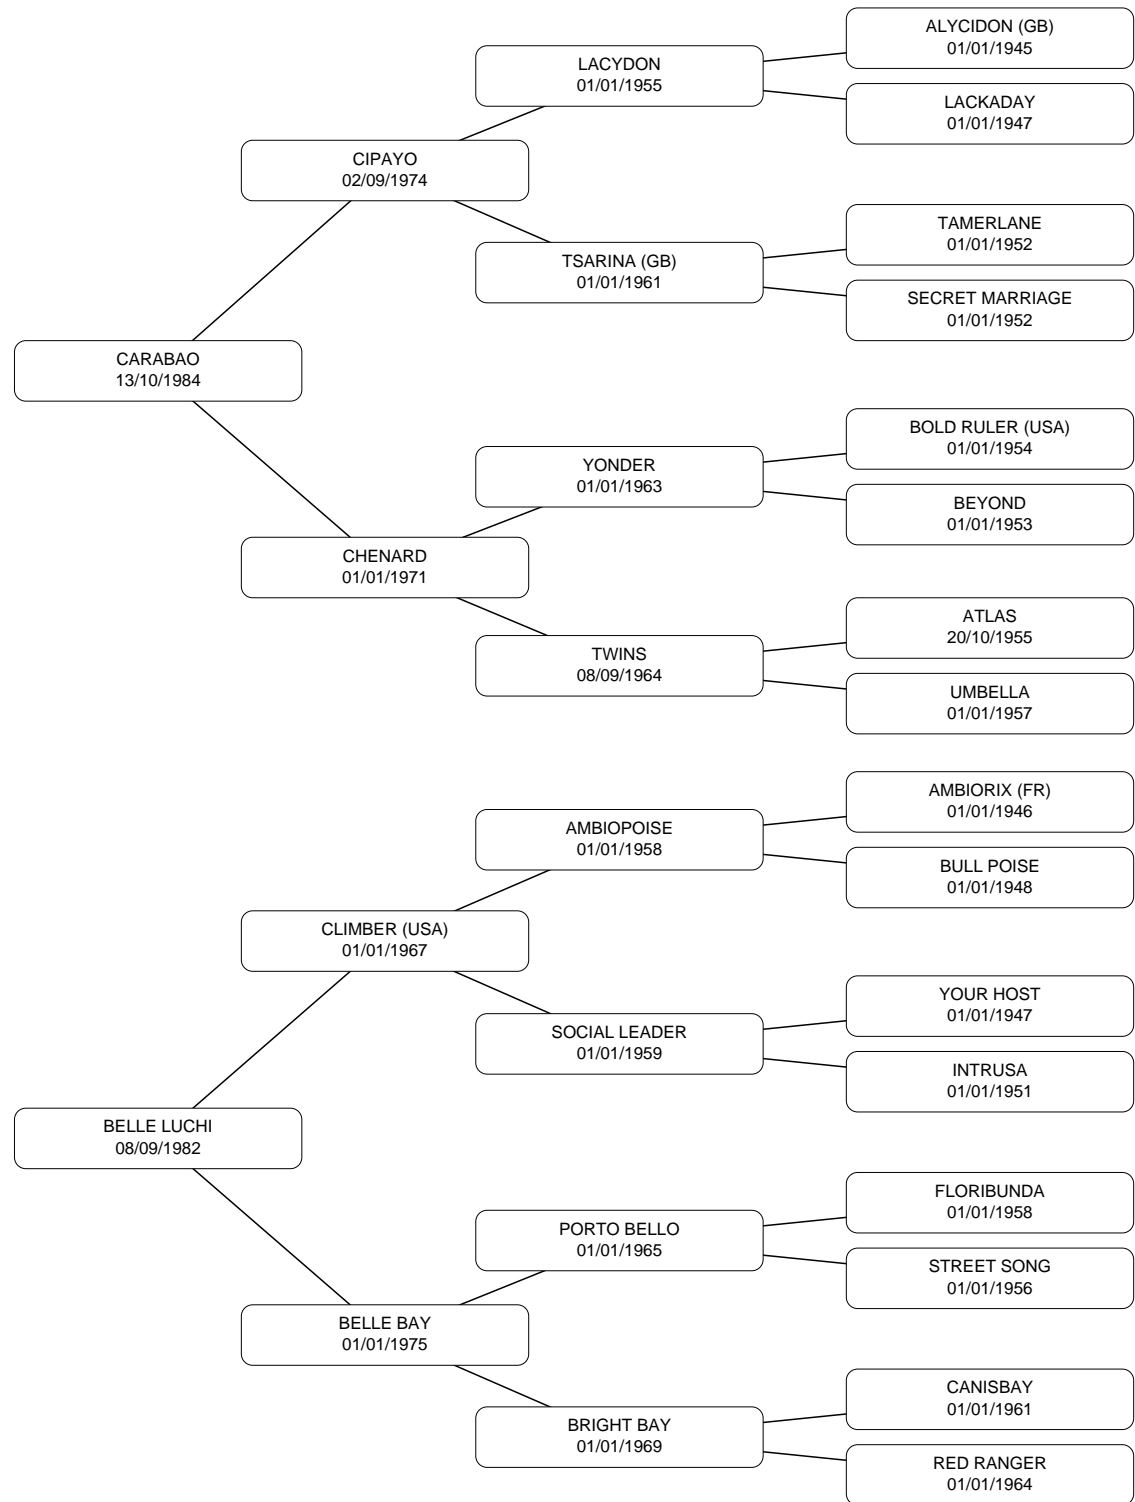 ALYCIDON (GB)
01/01/1945
LACYDON
01/01/1955
LACKADAY
01/01/1947
CIPAYO
02/09/1974
TAMERLANE
01/01/1952
TSARINA (GB)
01/01/1961
SECRET MARRIAGE
01/01/1952
CARABAO
13/10/1984
BOLD RULER (USA)
01/01/1954
YONDER
01/01/1963
BEYOND
01/01/1953
CHENARD
01/01/1971
ATLAS
20/10/1955
TWINS
08/09/1964
UMBELLA
01/01/1957
AMBIORIX (FR)
01/01/1946
AMBIOPOISE
01/01/1958
BULL POISE
01/01/1948
CLIMBER (USA)
01/01/1967
YOUR HOST
01/01/1947
SOCIAL LEADER
01/01/1959
INTRUSA
01/01/1951
BELLE LUCHI
08/09/1982
FLORIBUNDA
01/01/1958
PORTO BELLO
01/01/1965
STREET SONG
01/01/1956
BELLE BAY
01/01/1975
CANISBAY
01/01/1961
BRIGHT BAY
01/01/1969
RED RANGER
01/01/1964